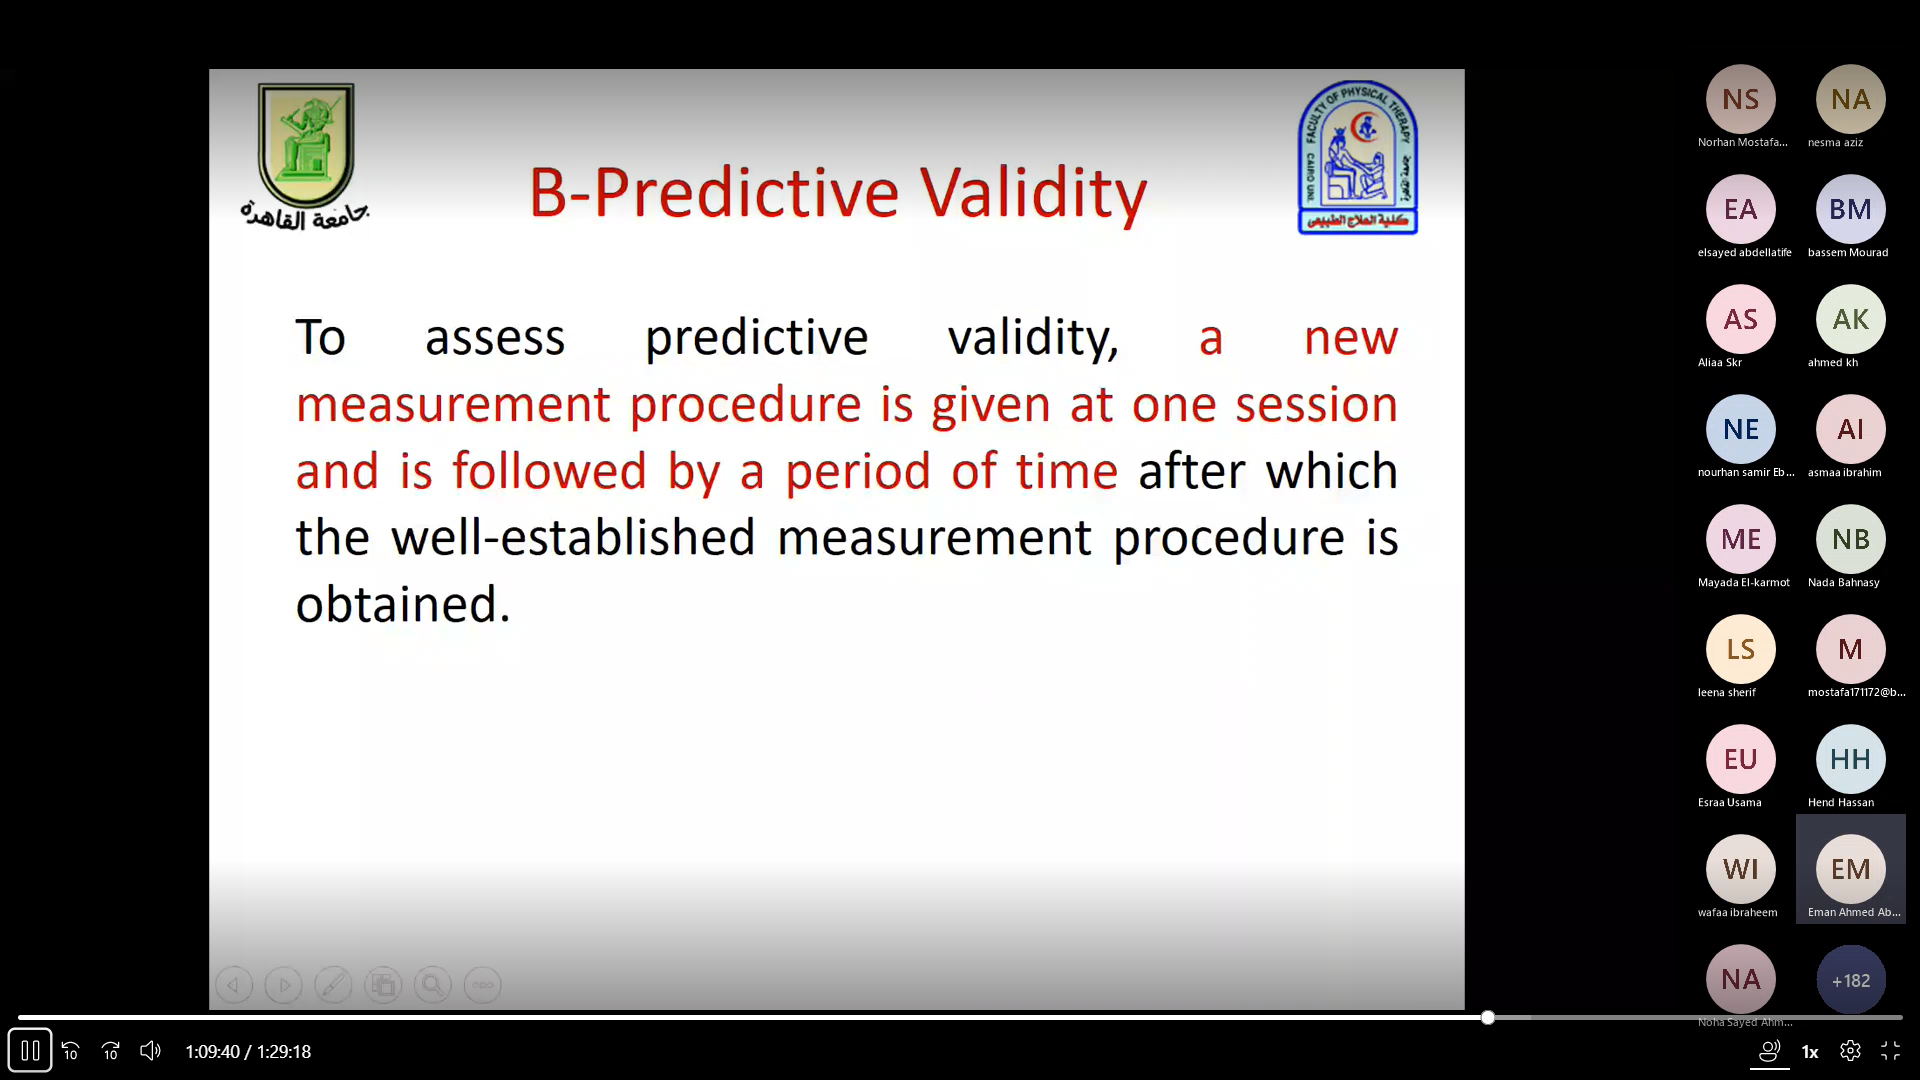 جامعة القاهرة
FACULTY OF PHYSICAL THERAPY
CAIRO UNI.
كلية العلاج الطبيعى
B-Predictive Validity
To assess predictive validity, a new
measurement procedure is given at one session
and is followed by a period of time after which
the well-established measurement procedure is
obtained.
NS
NA
Norhan Mostafa...
nesma aziz
EA
BM
elsayed abdellatife
bassem Mourad
AS
AK
Aliaa Skr
ahmed kh
NE
AI
nourhan samir Eb...
asmaa ibrahim
ME
NB
Mayada El-karmot
Nada Bahnasy
LS
M
leena sherif
mostafa171172@b...
EU
HH
Esraa Usama
Hend Hassan
WI
EM
wafaa ibraheem
Eman Ahmed Ab...
NA
+182
Noha Sayed Ahm...
10
10
1:09:40 / 1:29:18
1x